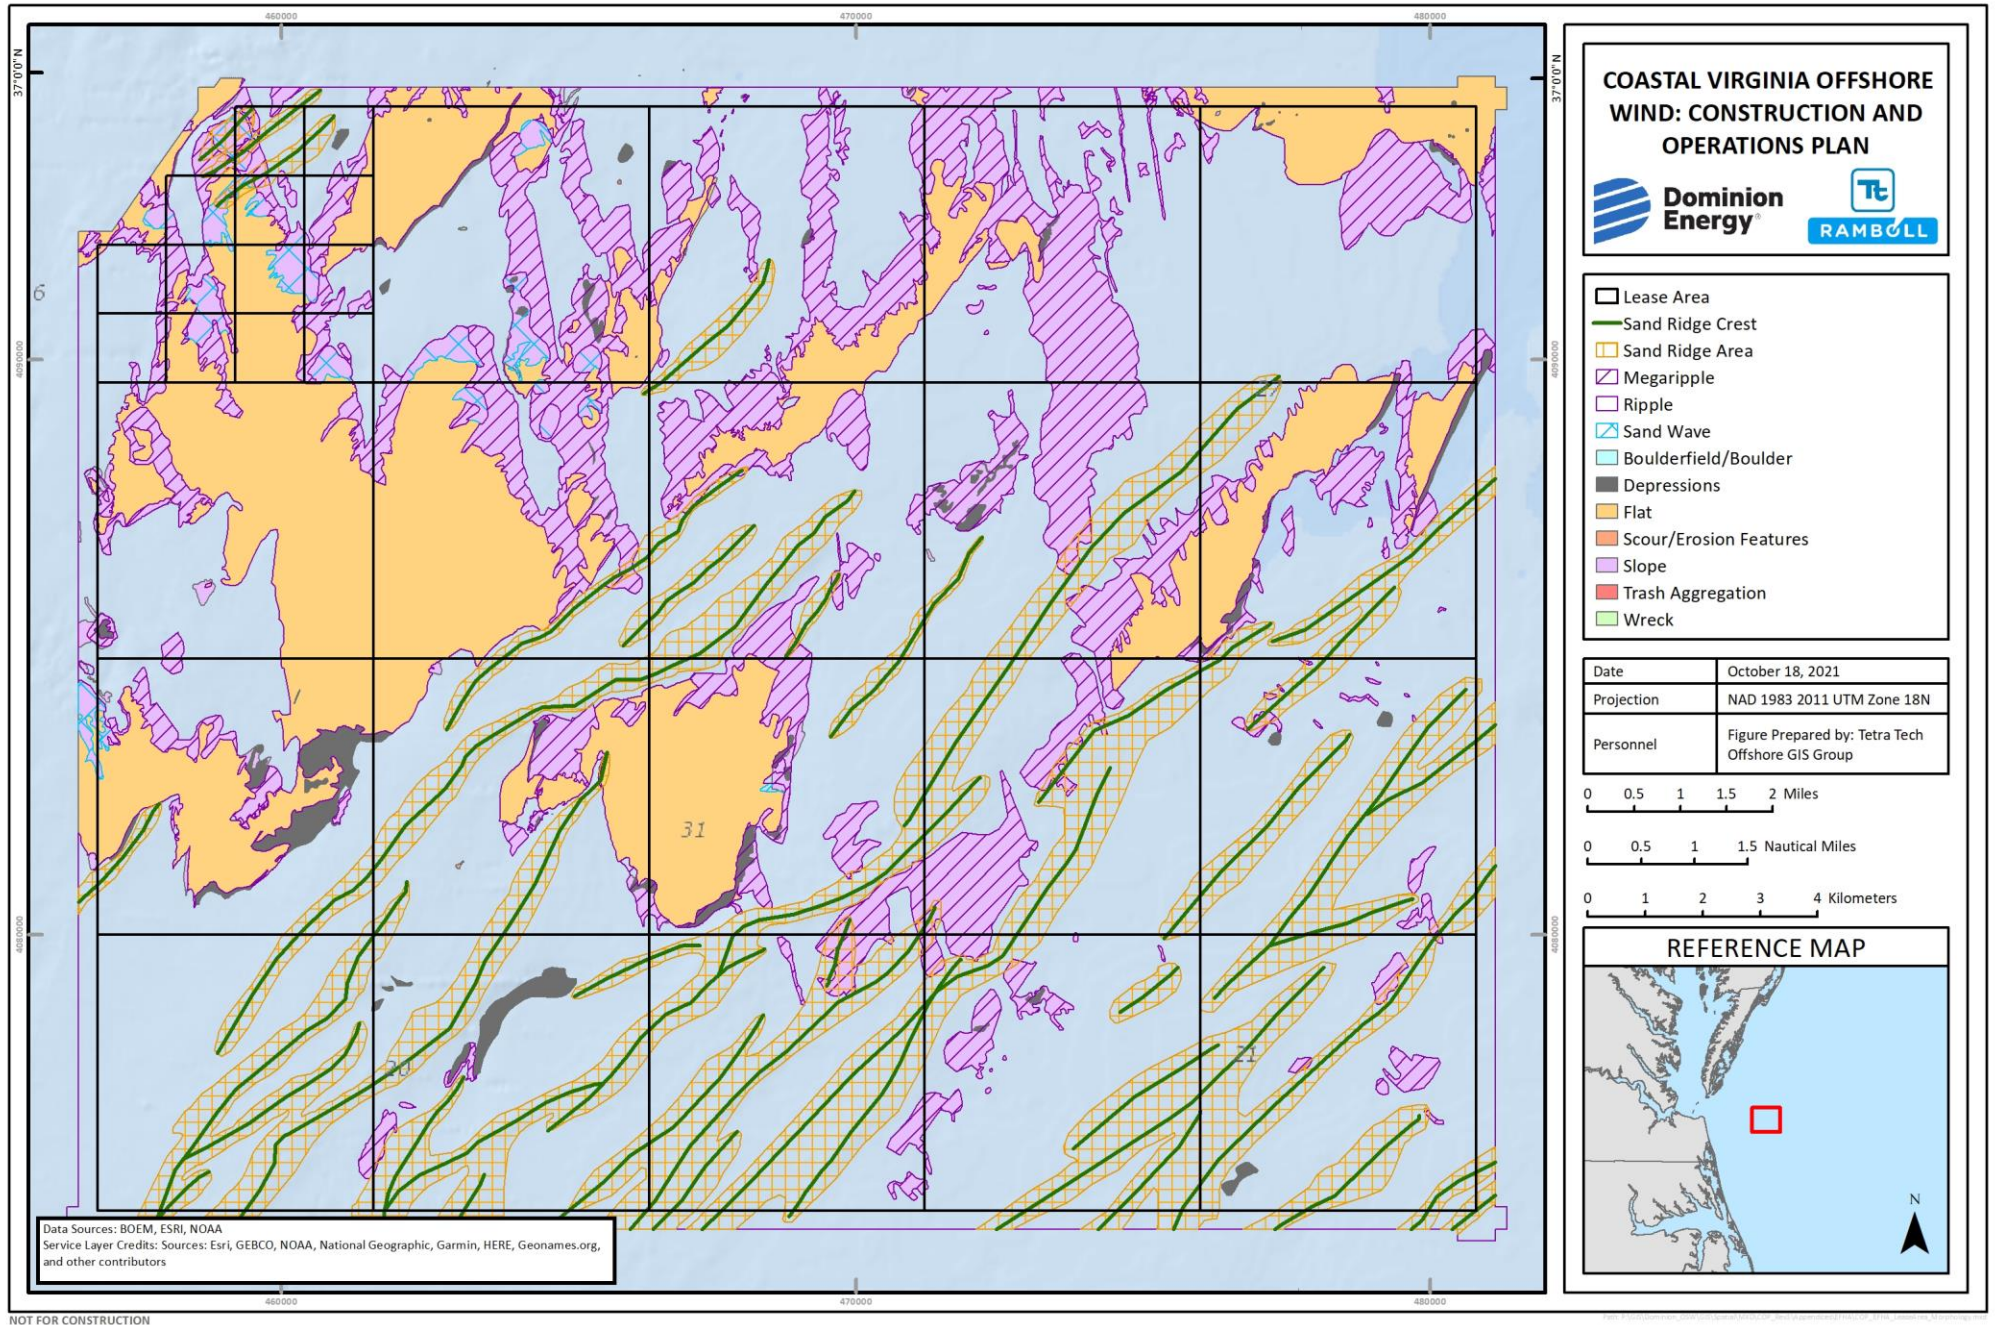 460000
470000
480000
37°0'0"N
37°0'0"N
6
4090000
4090000
27
31
4080000
4080000
20
21
Data Sources: BOEM, ESRI, NOAA
Service Layer Credits: Sources: Esri, GEBCO, NOAA, National Geographic, Garmin, HERE, Geonames.org,
and other contributors
460000
470000
480000
NOT FOR CONSTRUCTION
COASTAL VIRGINIA OFFSHORE
WIND: CONSTRUCTION AND
OPERATIONS PLAN
Dominion
Energy®
Tt
RAMBOLL
Lease Area
Sand Ridge Crest
Sand Ridge Area
Megaripple
Ripple
Sand Wave
Boulderfield/Boulder
Depressions
Flat
Scour/Erosion Features
Slope
Trash Aggregation
Wreck
Date October 18, 2021
Projection NAD 1983 2011 UTM Zone 18N
Personnel Figure Prepared by: Tetra Tech
Offshore GIS Group
0 0.5 1 1.5 2 Miles
0 0.5 1 1.5 Nautical Miles
0 1 2 3 4 Kilometers
REFERENCE MAP
N